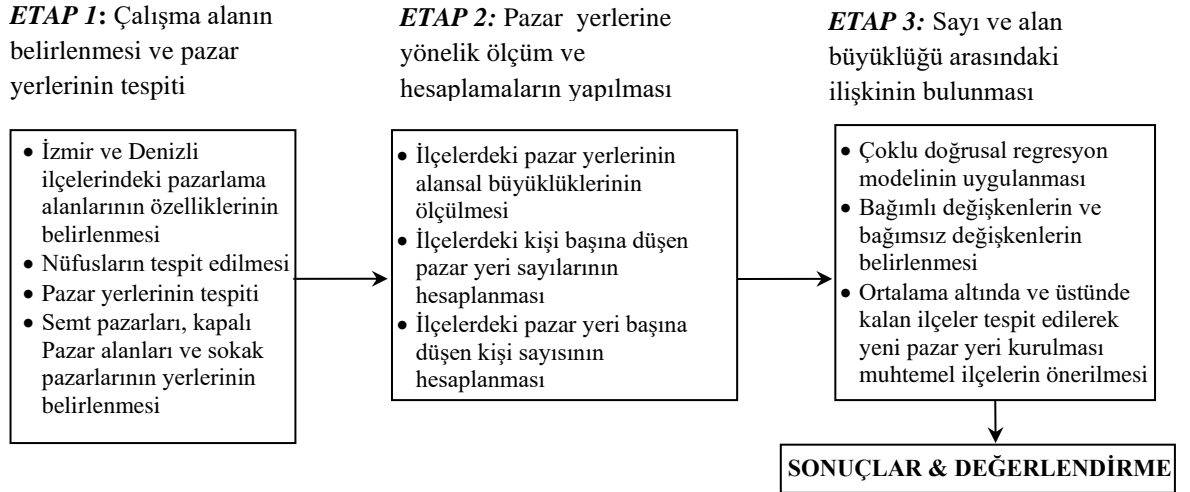 ETAP 1: Çalışma alanın
belirlenmesi ve pazar
yerlerinin tespiti
• İzmir ve Denizli
ilçelerindeki pazarlama
alanlarının özelliklerinin
belirlenmesi
• Nüfusların tespit edilmesi
• Pazar yerlerinin tespiti
• Semt pazarları, kapalı
Pazar alanları ve sokak
pazarlarının yerlerinin
belirlenmesi
ETAP 2: Pazar yerlerine
yönelik ölçüm ve
hesaplamaların yapılması
• İlçelerdeki pazar yerlerinin
alansal büyüklüklerinin
ölçülmesi
• İlçelerdeki kişi başına düşen
pazar yeri sayılarının
hesaplanması
• İlçelerdeki pazar yeri başına
düşen kişi sayısının
hesaplanması
ETAP 3: Sayı ve alan
büyüklüğü arasındaki
ilişkinin bulunması
• Çoklu doğrusal regresyon
modelinin uygulanması
• Bağımlı değişkenlerin ve
bağımsız değişkenlerin
belirlenmesi
• Ortalama altında ve üstünde
kalan ilçeler tespit edilerek
yeni pazar yeri kurulması
muhtemel ilçelerin önerilmesi
SONUÇLAR & DEĞERLENDİRME